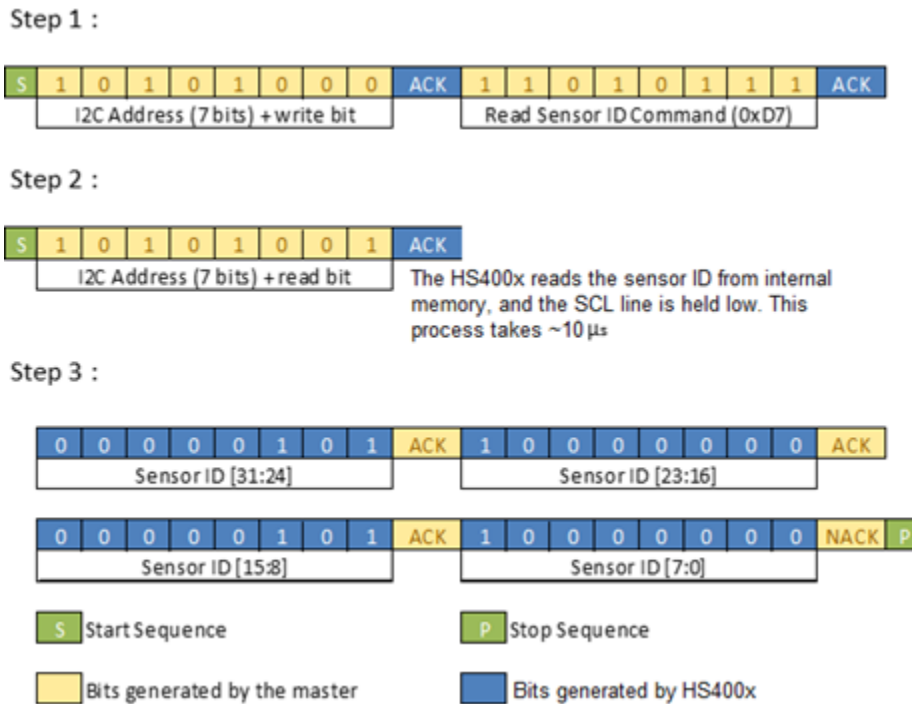 Step 1 :
S 1 0 1 0 1 0 0 0 ACK 1 1 0 1 0 1 1 1 ACK
I2C Address (7 bits) + write bit Read Sensor ID Command (0xD7)
Step 2 :
S 1 0 1 0 1 0 0 1 ACK
I2C Address (7 bits) + read bit
The HS400x reads the sensor ID from internal
memory, and the SCL line is held low. This
process takes ~10 µs
Step 3 :
0 0 0 0 0 1 0 1 ACK 1 0 0 0 0 0 0 0 ACK
Sensor ID [31:24] Sensor ID [23:16]
0 0 0 0 0 1 0 1 ACK 1 0 0 0 0 0 0 0 NACK P
Sensor ID [15:8] Sensor ID [7:0]
S Start Sequence P Stop Sequence
Bits generated by the master Bits generated by HS400x